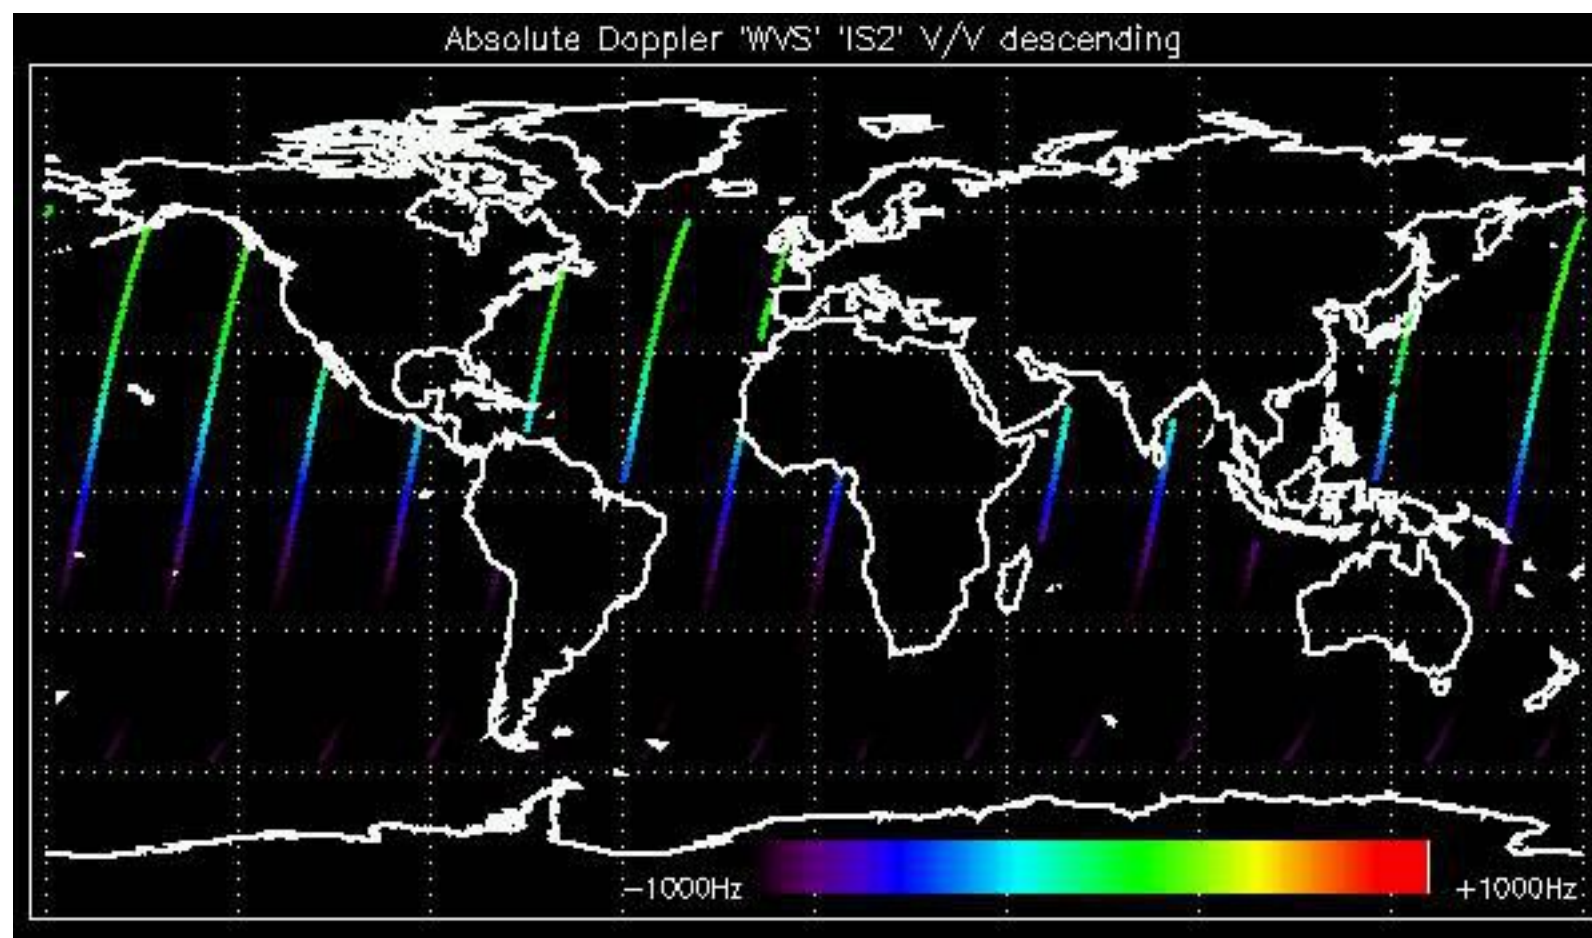 Absolute Doppler 'WVS' 'IS2' V/V descending
-1000Hz +1000Hz